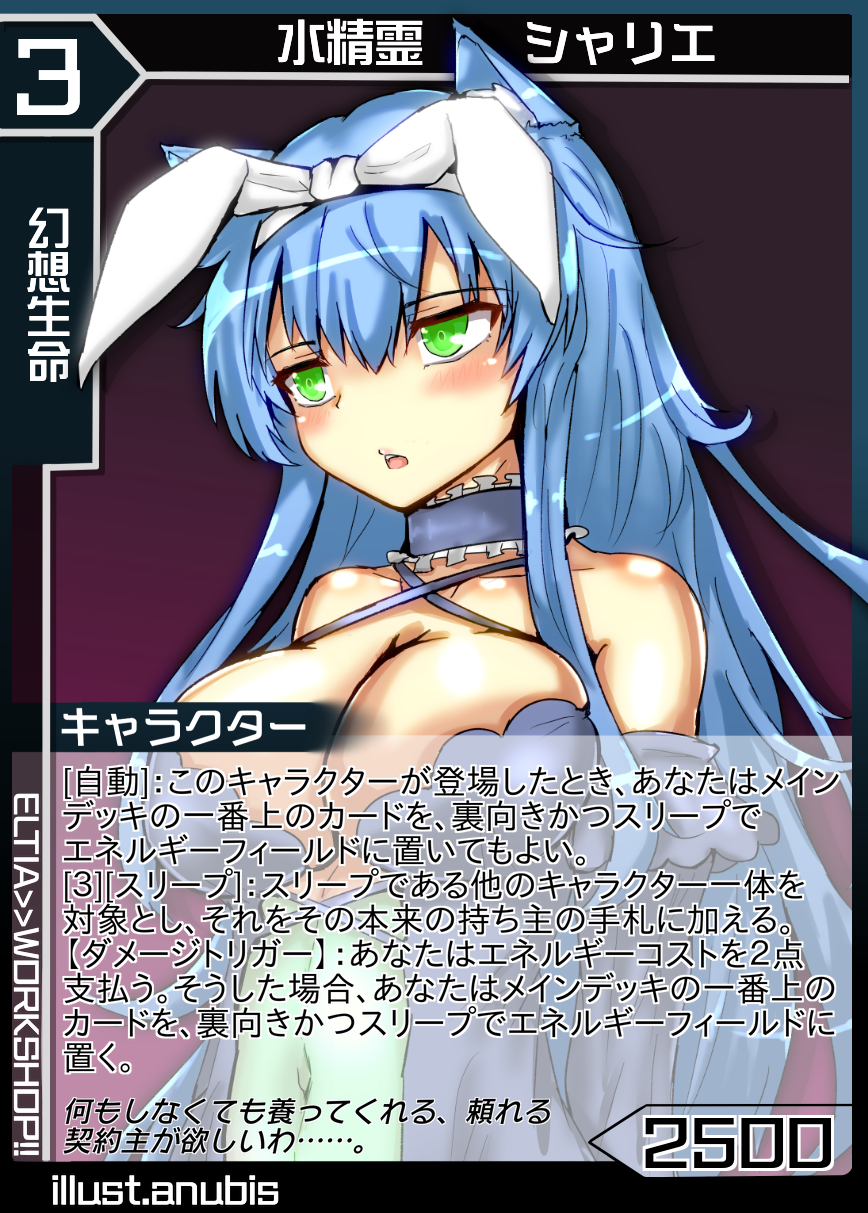 3
水精霊 シャリエ
幻想生命
キャラクター
[自動]:このキャラクターが登場したとき、あなたはメイン
デッキの一番上のカードを、裏向きかつスリープで
エネルギーフィールドに置いてもよい。
[3][スリープ]:スリープである他のキャラクター一体を
対象とし、それをその本来の持ち主の手札に加える。
【ダメージトリガー】:あなたはエネルギーコストを2点
支払う。そうした場合、あなたはメインデッキの一番上の
カードを、裏向きかつスリープでエネルギーフィールドに
置く。
何もしなくても養ってくれる、頼れる
契約主が欲しいわ……。
2500
ELTIA>>WORKSHOP!!
illust.anubis